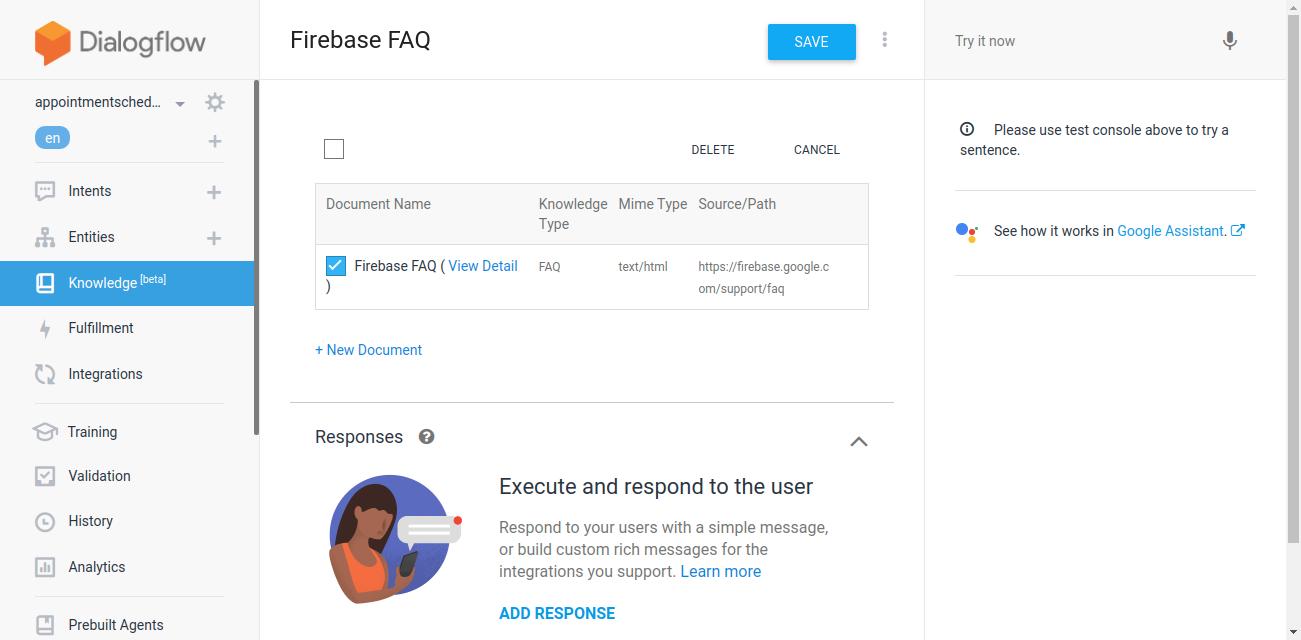 Dialogflow
Firebase FAQ
SAVE
Try it now
appointmentsched...
en
Intents
Entities
Knowledge [beta]
Fulfillment
Integrations
Training
Validation
History
Analytics
Prebuilt Agents
DELETE CANCEL
Document Name Knowledge Type Mime Type Source/Path
Firebase FAQ ( View Detail ) FAQ text/html https://firebase.google.com/support/faq
+ New Document
Responses
Execute and respond to the user
Respond to your users with a simple message,
or build custom rich messages for the
integrations you support. Learn more
ADD RESPONSE
Please use test console above to try a
sentence.
See how it works in Google Assistant.